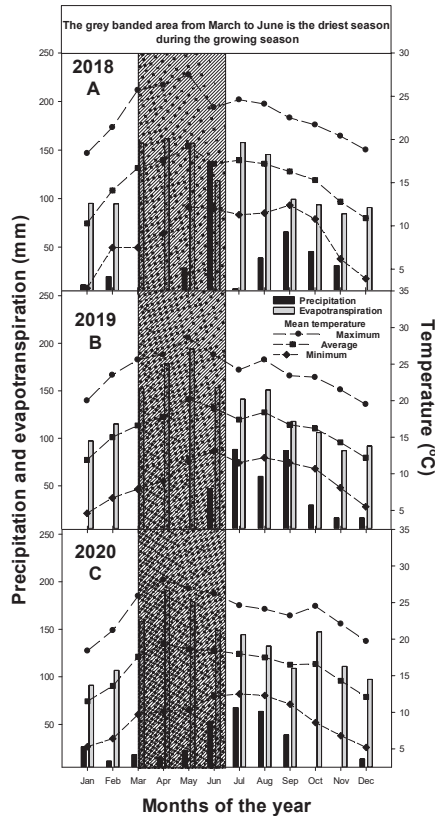 The grey banded area from March to June is the driest season
during the growing season
250
200
150
100
50
30
25
20
15
10
5
2018
A
250
200
150
100
50
35
30
25
20
15
10
5
2019
B
Precipitation
Evapotranspiration
Mean temperature
Maximum
Average
Minimum
250
200
150
100
50
35
30
25
20
15
10
5
2020
C
Jan Feb Mar Apr May Jun Jul Aug Sep Oct Nov Dec
Months of the year
Precipitation and evapotranspiration (mm)
Temperature (ºC)